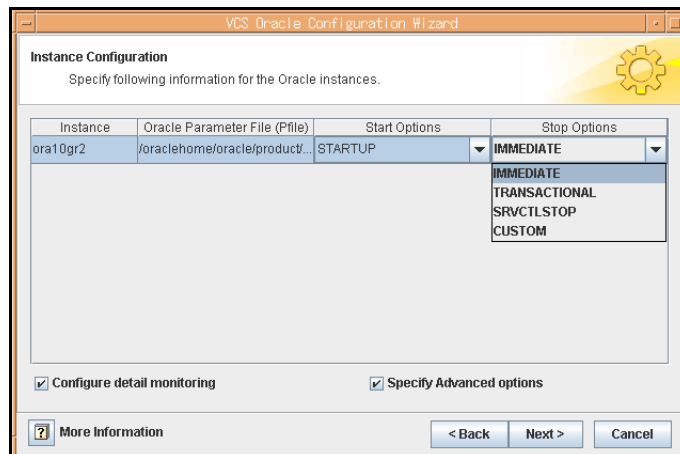 VCS Oracle Configuration Wizard
Instance Configuration
Specify following information for the Oracle instances.
Instance Oracle Parameter File (Pfile) Start Options Stop Options
ora10gr2 /oraclehome/oracle/product/... STARTUP IMMEDIATE
IMMEDIATE
TRANSACTIONAL
SRVCTLSTOP
CUSTOM
Configure detail monitoring Specify Advanced options
? More Information < Back Next > Cancel